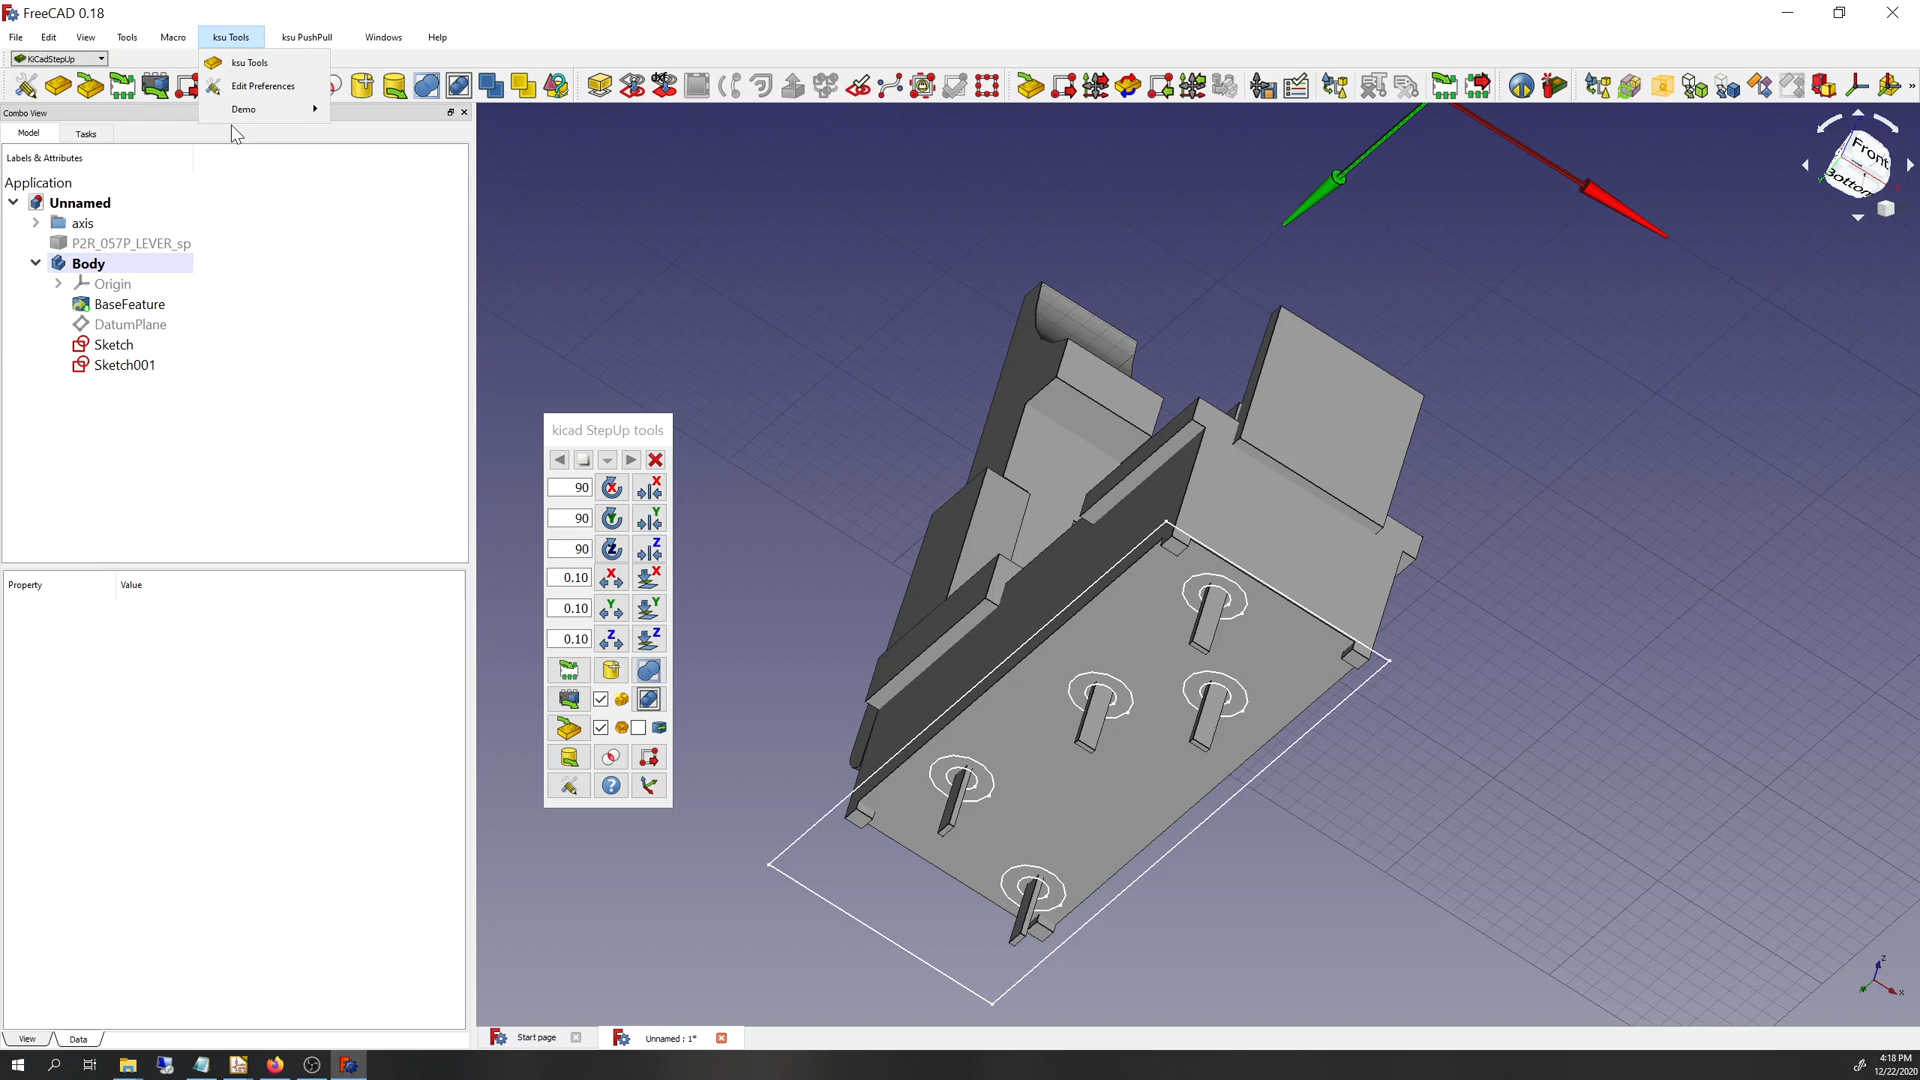 FreeCAD 0.18
File Edit View Tools Macro ksu Tools ksu PushPull Windows Help
KiCadStepUp
ksu Tools
Edit Preferences
Demo
dxf
Combo View
Model Tasks
Labels & Attributes
Application
Unnamed
axis
P2R_057P_LEVER_sp
Body
Origin
BaseFeature
DatumPlane
Sketch
Sketch001
Property Value
View Data
kicad StepUp tools
90 X X
90 Y Y
90 Z Z
0.10 X X
0.10 Y Y
0.10 Z Z
Front
Bottom
Z
Y X
Start page Unnamed : 1*
4:18 PM
12/22/2020